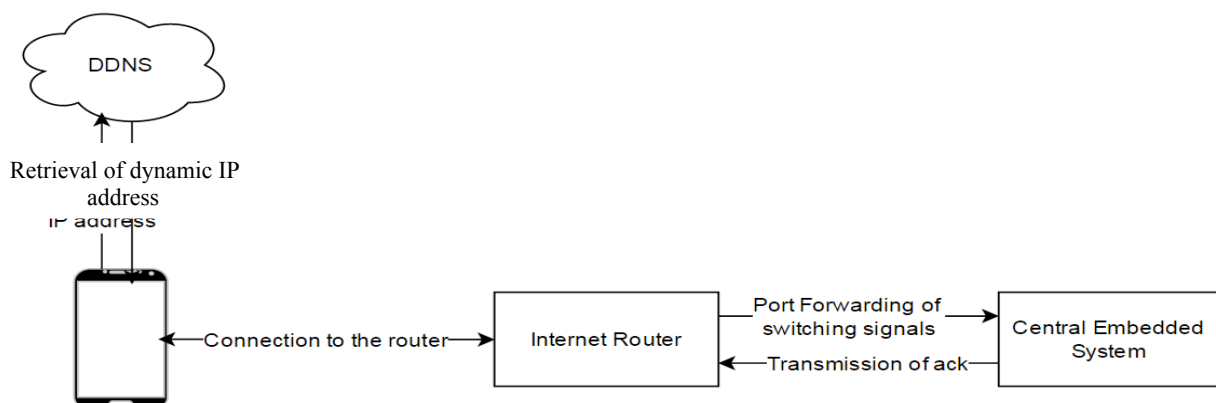 DDNS
Retrieval of dynamic IP
address
IP address
Connection to the router
Internet Router
Port Forwarding of
switching signals
Transmission of ack
Central Embedded
System